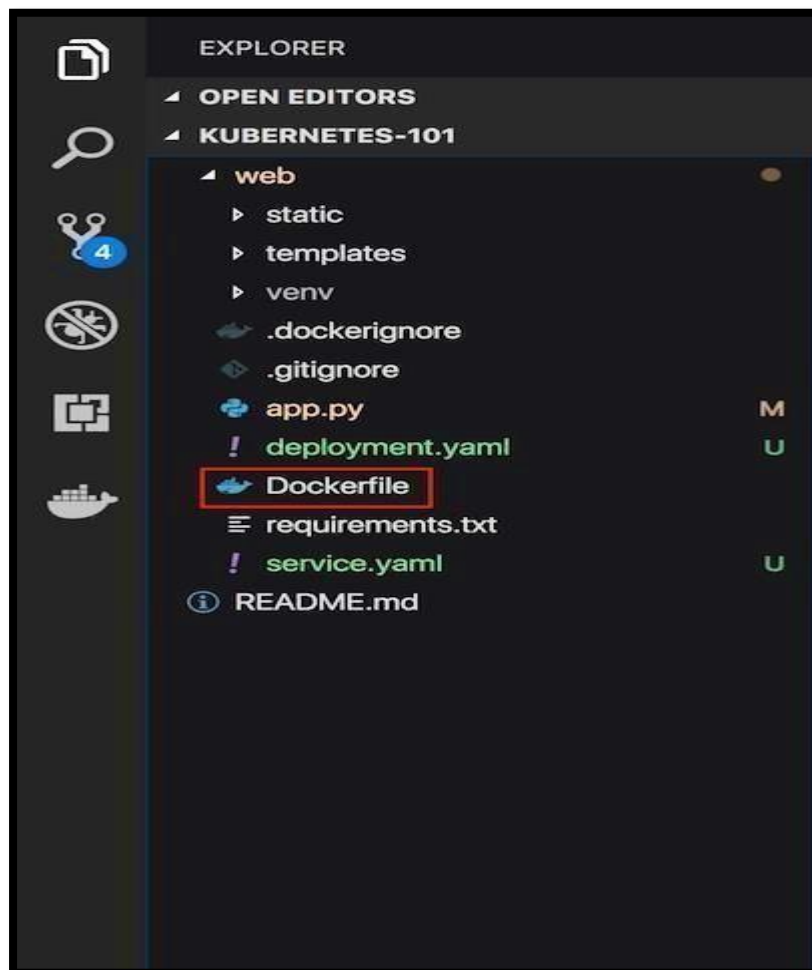 EXPLORER
OPEN EDITORS
KUBERNETES-101
web
static
templates
venv
4
.dockerignore
.gitignore
app.py M
deployment.yaml U
Dockerfile
requirements.txt
service.yaml U
README.md